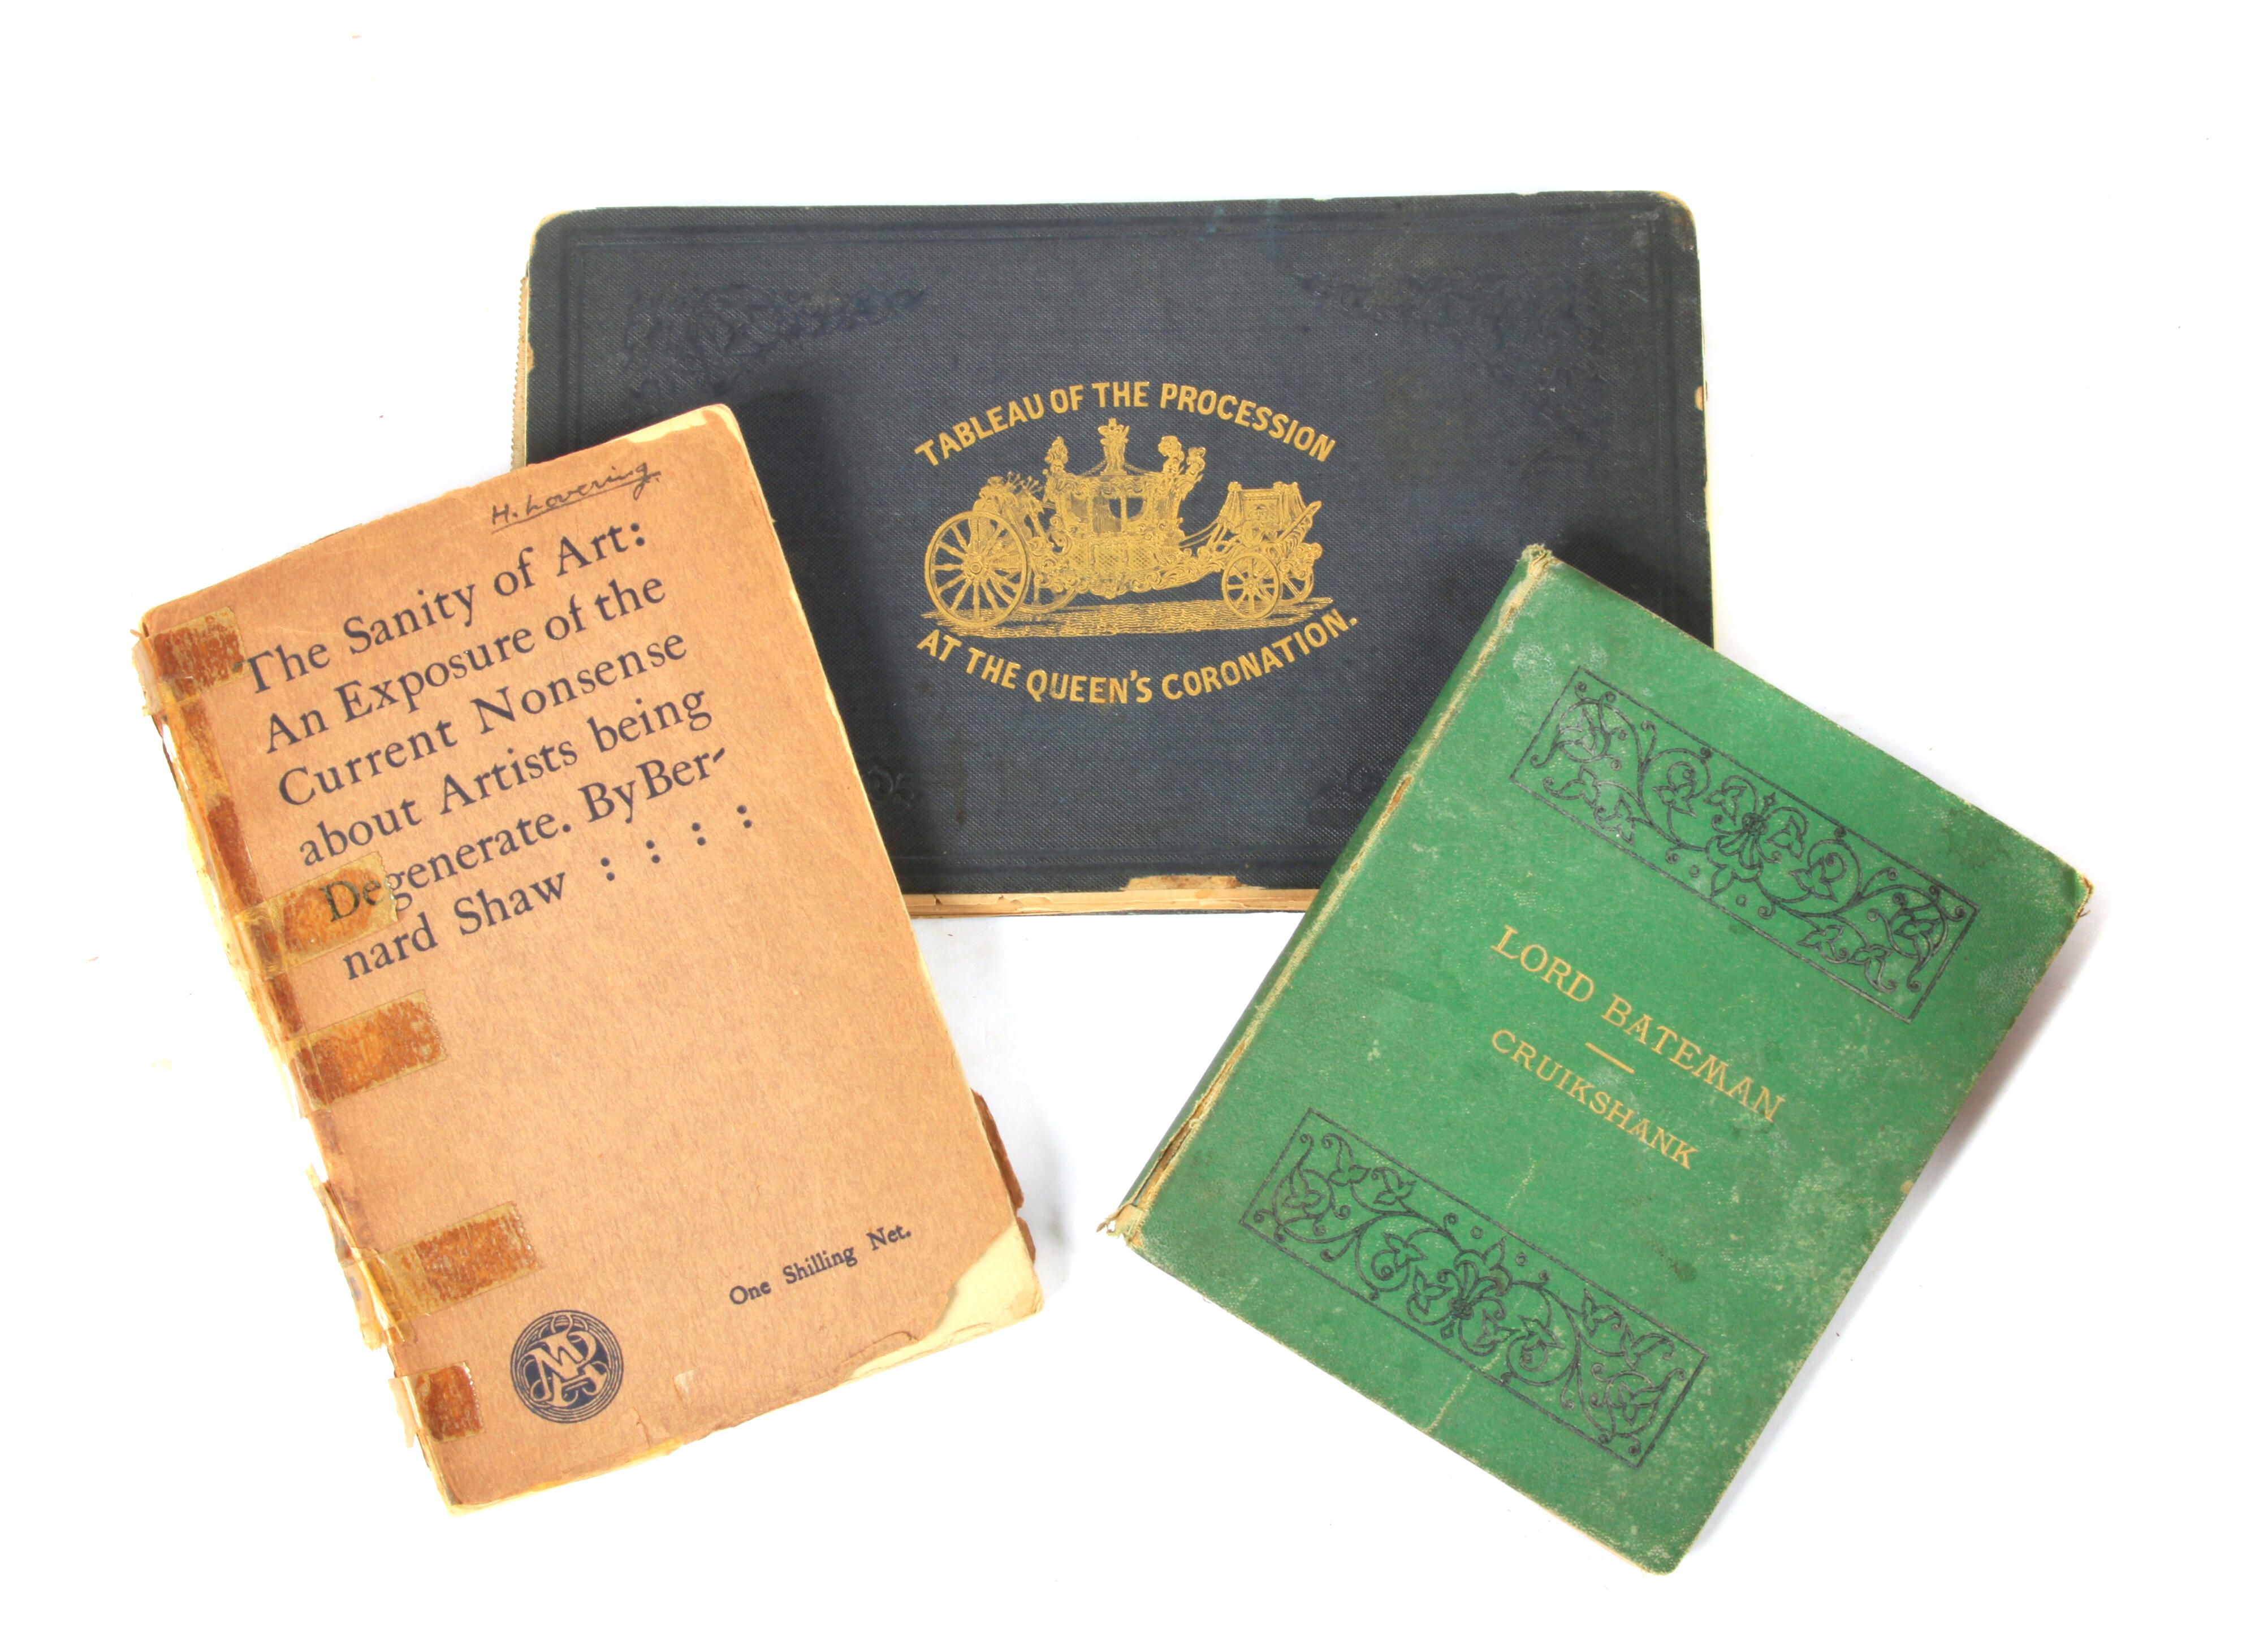 TABLEAU OF THE PROCESSION
AT THE QUEEN'S CORONATION.
H. Lovering.
The Sanity of Art:
An Exposure of the
Current Nonsense
about Artists being
Degenerate. By Ber-
nard Shaw : : : :
One Shilling Net.
LORD BATEMAN
CRUIKSHANK